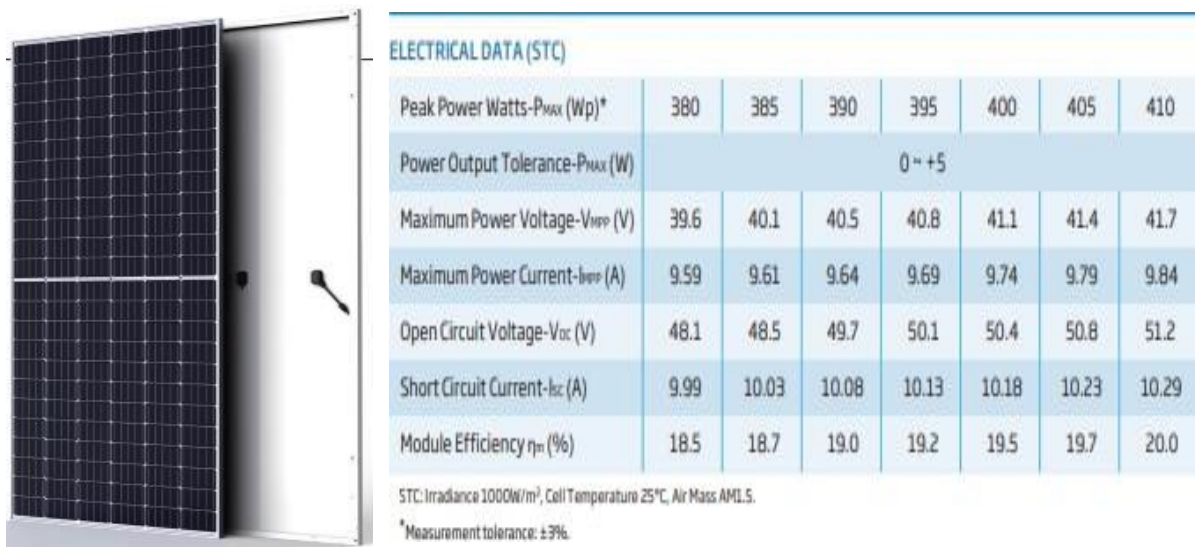 ELECTRICAL DATA (STC)
Peak Power Watts-PMAX (Wp)* 380 385 390 395 400 405 410
Power Output Tolerance-PMAX (W) 0 ~ +5
Maximum Power Voltage-VMPP (V) 39.6 40.1 40.5 40.8 41.1 41.4 41.7
Maximum Power Current-IMPP (A) 9.59 9.61 9.64 9.69 9.74 9.79 9.84
Open Circuit Voltage-VOC (V) 48.1 48.5 49.7 50.1 50.4 50.8 51.2
Short Circuit Current-ISC (A) 9.99 10.03 10.08 10.13 10.18 10.23 10.29
Module Efficiency ηm (%) 18.5 18.7 19.0 19.2 19.5 19.7 20.0
STC: Irradiance 1000W/m², Cell Temperature 25°C, Air Mass AM1.5.
*Measurement tolerance: ±3%.